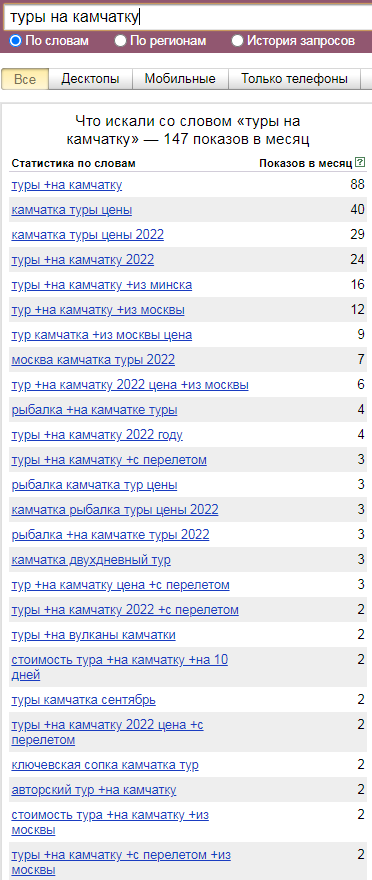 туры на камчатку
По словам По регионам История запросов
Все Десктопы Мобильные Только телефоны
Что искали со словом «туры на
камчатку» — 147 показов в месяц
Статистика по словам Показов в месяц ?
туры +на камчатку 88
камчатка туры цены 40
камчатка туры цены 2022 29
туры +на камчатку 2022 24
туры +на камчатку +из минска 16
тур +на камчатку +из москвы 12
тур камчатка +из москвы цена 9
москва камчатка туры 2022 7
тур +на камчатку 2022 цена +из москвы 6
рыбалка +на камчатке туры 4
туры +на камчатку 2022 году 4
туры +на камчатку +с перелетом 3
рыбалка камчатка тур цены 3
камчатка рыбалка туры цены 2022 3
рыбалка +на камчатке туры 2022 3
камчатка двухдневный тур 3
тур +на камчатку цена +с перелетом 3
туры +на камчатку 2022 +с перелетом 2
туры +на вулканы камчатки 2
стоимость тура +на камчатку +на 10 2
дней
туры камчатка сентябрь 2
туры +на камчатку 2022 цена +с 2
перелетом
ключевская сопка камчатка тур 2
авторский тур +на камчатку 2
стоимость тура +на камчатку +из 2
москвы
туры +на камчатку +с перелетом +из 2
москвы